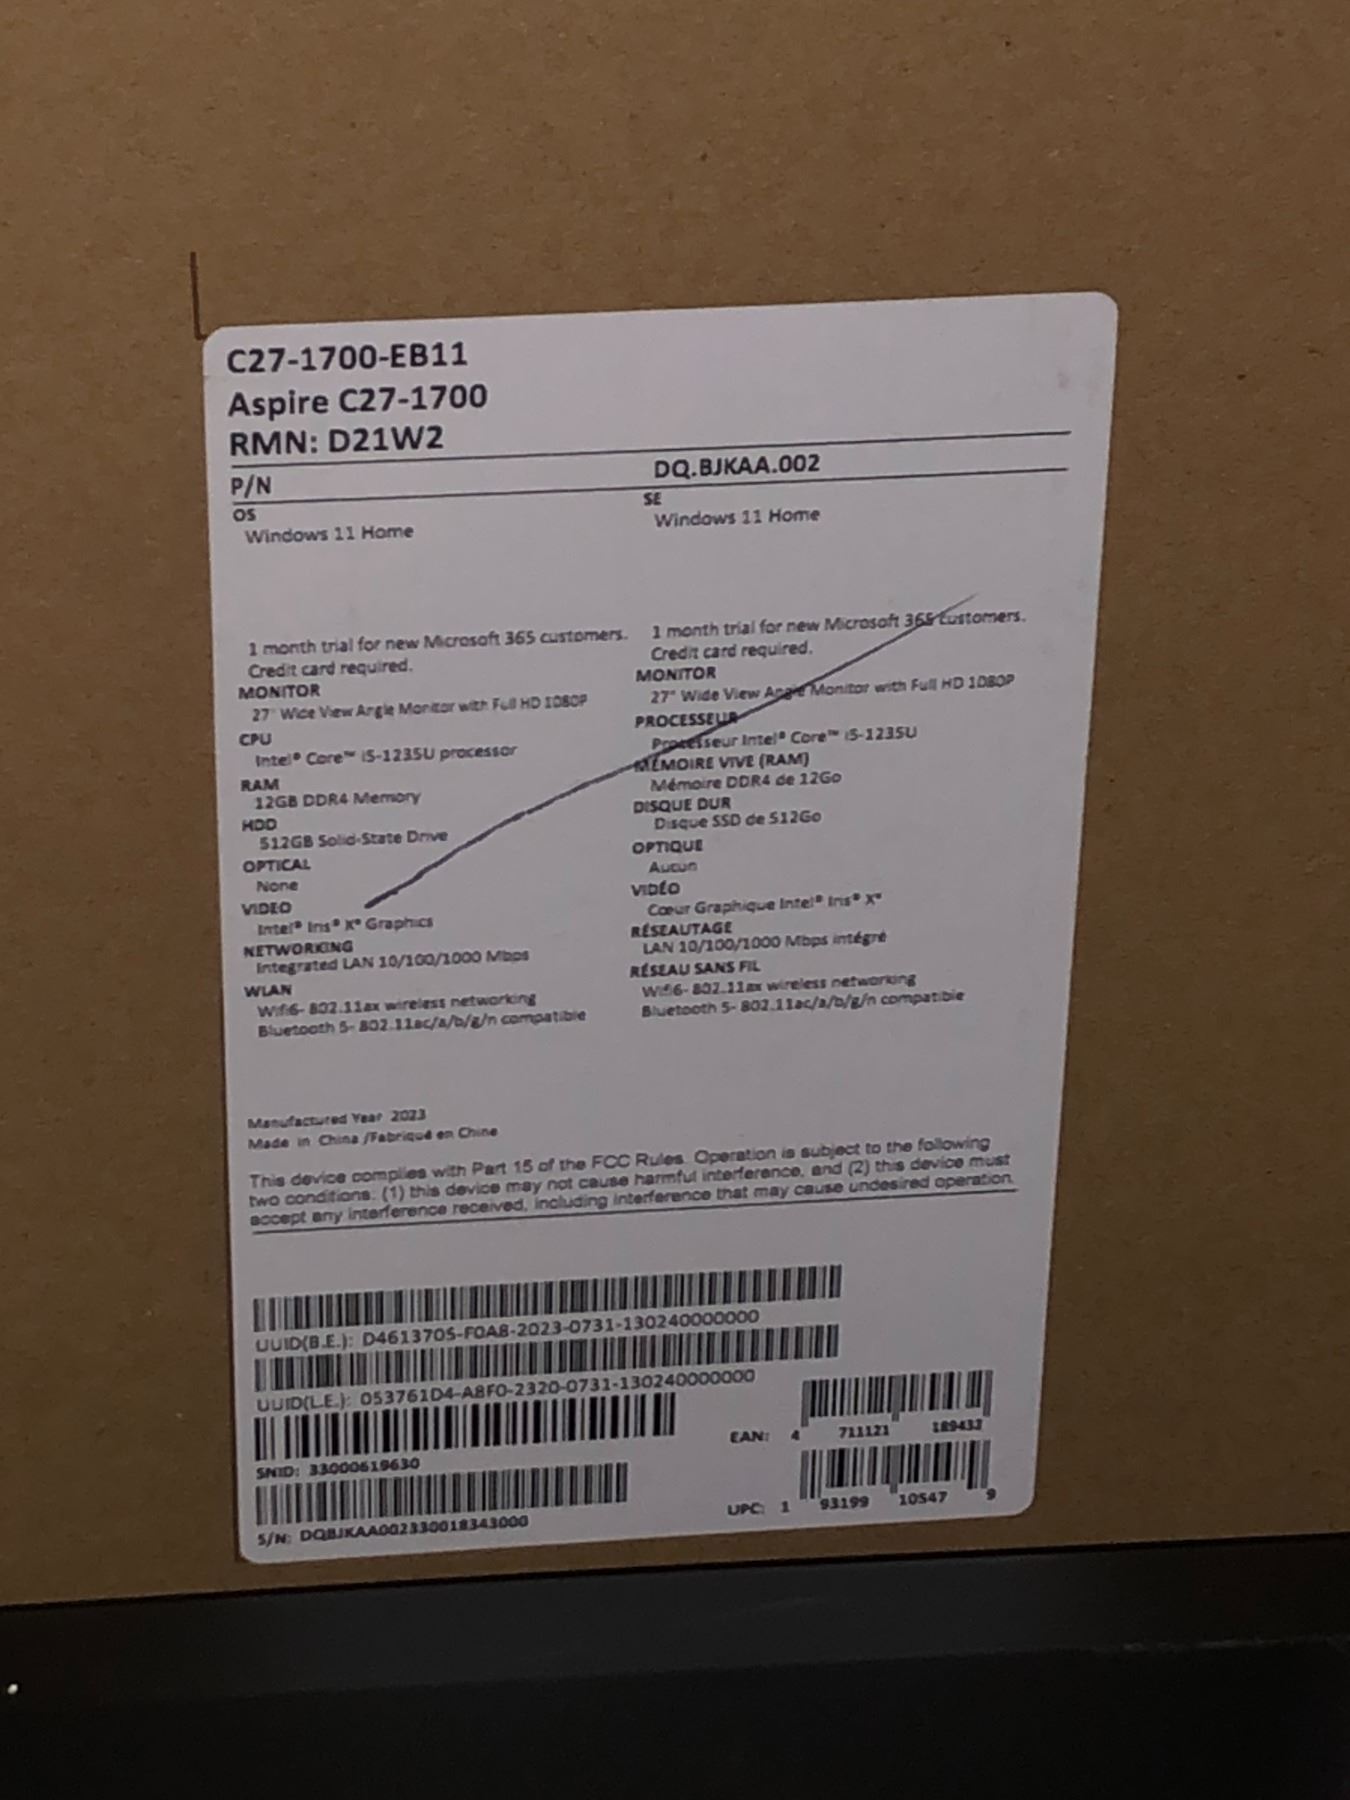 C27-1700-EB11
Aspire C27-1700
RMN: D21W2
P/N DQ.BJKAA.002
OS
Windows 11 Home
1 month trial for new Microsoft 365 customers.
Credit card required.
MONITOR
27" Wide View Angle Monitor with Full HD 1080P
CPU
Intel® Core™ i5-1235U processor
RAM
12GB DDR4 Memory
HDD
512GB Solid-State Drive
OPTICAL
None
VIDEO
Intel® Iris® Xᵉ Graphics
NETWORKING
Integrated LAN 10/100/1000 Mbps
WLAN
Wifi6- 802.11ax wireless networking
Bluetooth 5- 802.11ac/a/b/g/n compatible
SE
Windows 11 Home
1 month trial for new Microsoft 365 customers.
Credit card required.
MONITOR
27" Wide View Angle Monitor with Full HD 1080P
PROCESSEUR
Processeur Intel® Core™ i5-1235U
MÉMOIRE VIVE (RAM)
Mémoire DDR4 de 12Go
DISQUE DUR
Disque SSD de 512Go
OPTIQUE
Aucun
VIDÉO
Cœur Graphique Intel® Iris® Xᵉ
RÉSEAUTAGE
LAN 10/100/1000 Mbps intégré
RÉSEAU SANS FIL
Wifi6- 802.11ax wireless networking
Bluetooth 5- 802.11ac/a/b/g/n compatible
Manufactured Year 2023
Made in China /Fabriqué en Chine
This device complies with Part 15 of the FCC Rules. Operation is subject to the following
two conditions: (1) this device may not cause harmful interference, and (2) this device must
accept any interference received, including interference that may cause undesired operation.
UUID(B.E.): D4613705-F0A8-2023-0731-130240000000
UUID(L.E.): 053761D4-A8F0-2320-0731-130240000000
SNID: 33000619630
S/N: DQBJKAA002330018343000
EAN: 4 711121 189432
UPC: 1 93199 10547 9